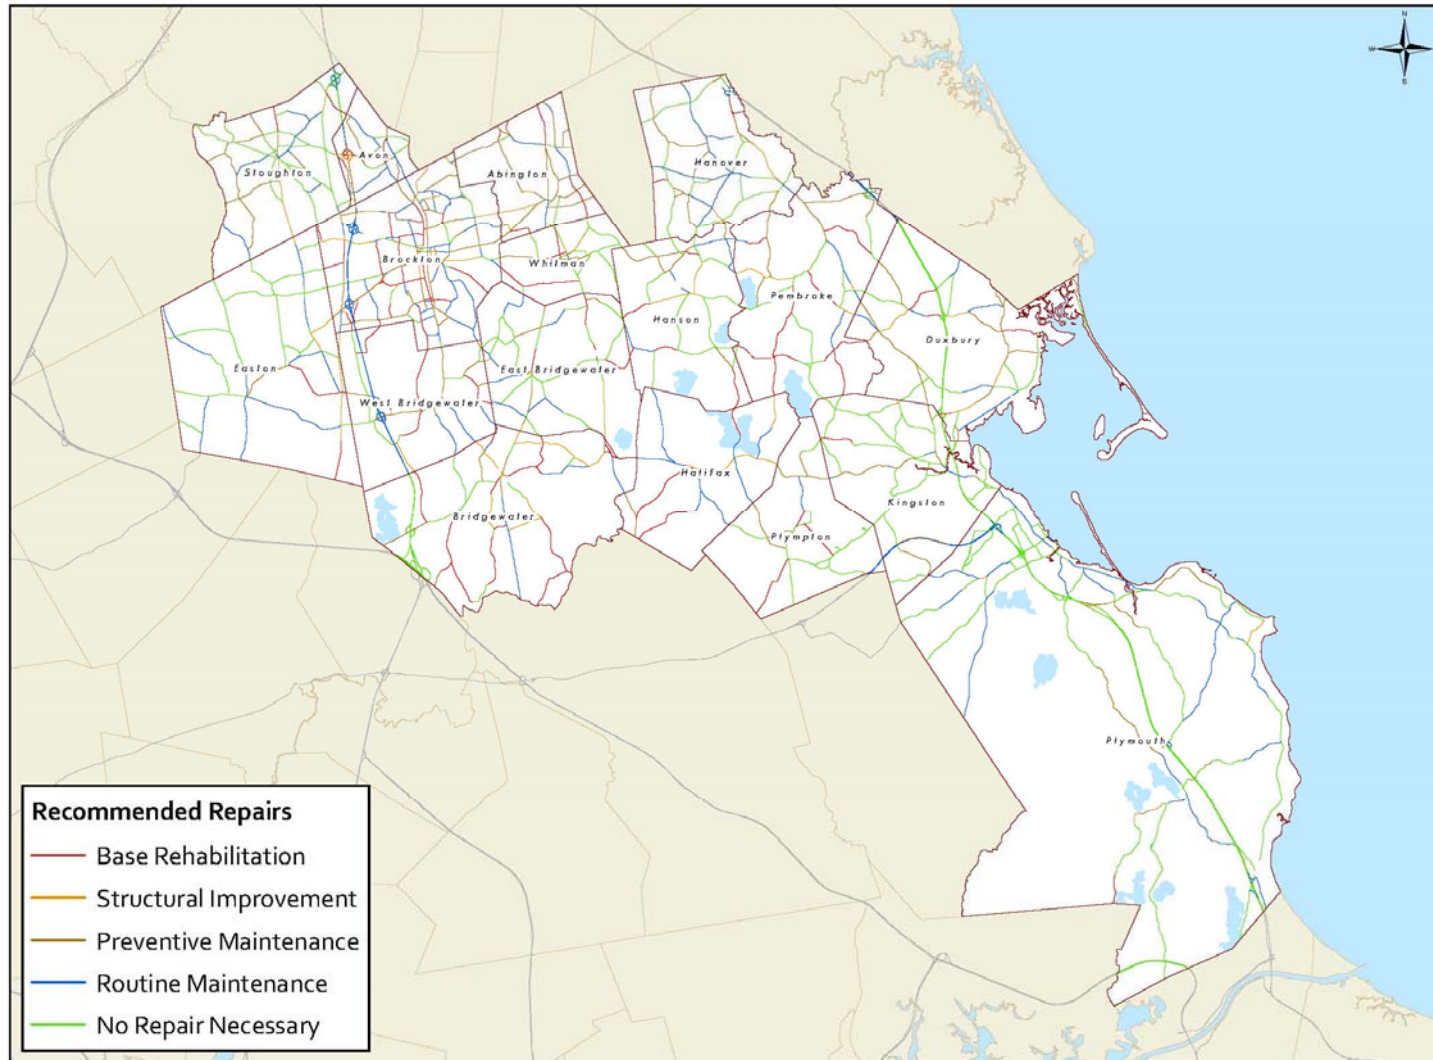 N
W
S
Avon
Hanover
Stoughton
Abington
Brockton
Whitman
Pembroke
Hanson
Duxbury
Easton
East Bridgewater
West Bridgewater
Halifax
Kingston
Bridgewater
Plympton
Plymouth
Recommended Repairs
Base Rehabilitation
Structural Improvement
Preventive Maintenance
Routine Maintenance
No Repair Necessary